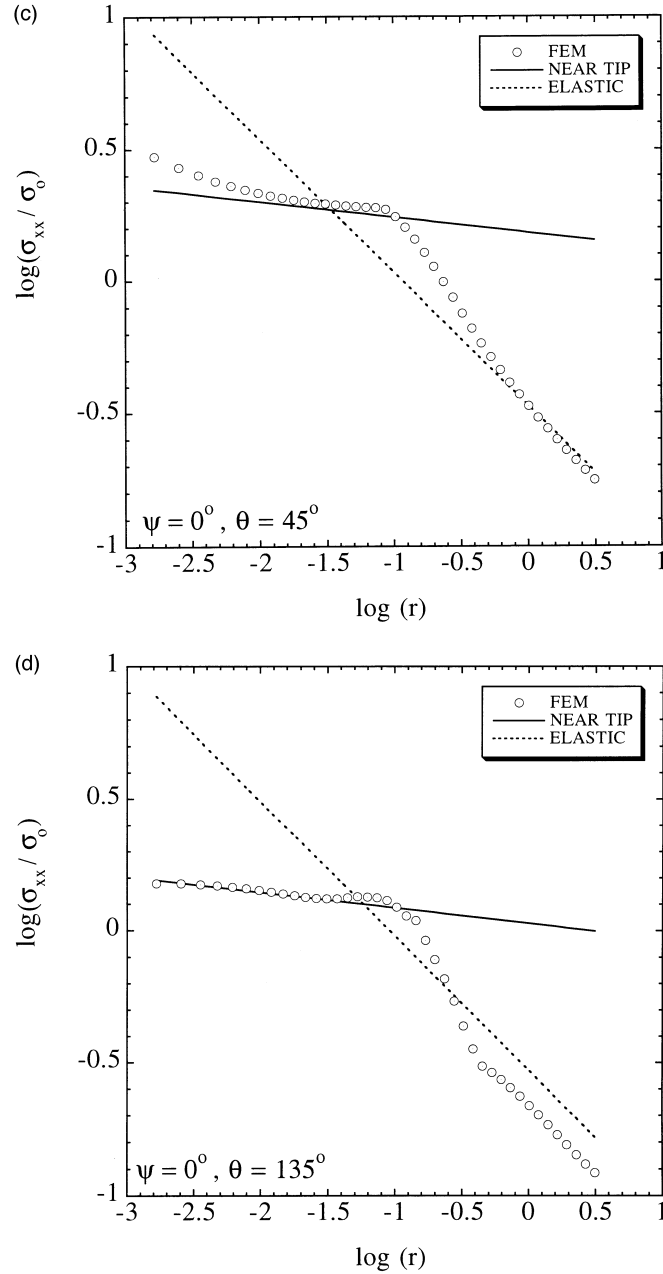 (c)
1
0.5
0
-0.5
-1
log(σxx / σo)
FEM
NEAR TIP
ELASTIC
ψ = 0° , θ = 45°
-3 -2.5 -2 -1.5 -1 -0.5 0 0.5 1
log (r)
(d)
1
0.5
0
-0.5
-1
log(σxx / σo)
FEM
NEAR TIP
ELASTIC
ψ = 0° , θ = 135°
-3 -2.5 -2 -1.5 -1 -0.5 0 0.5 1
log (r)